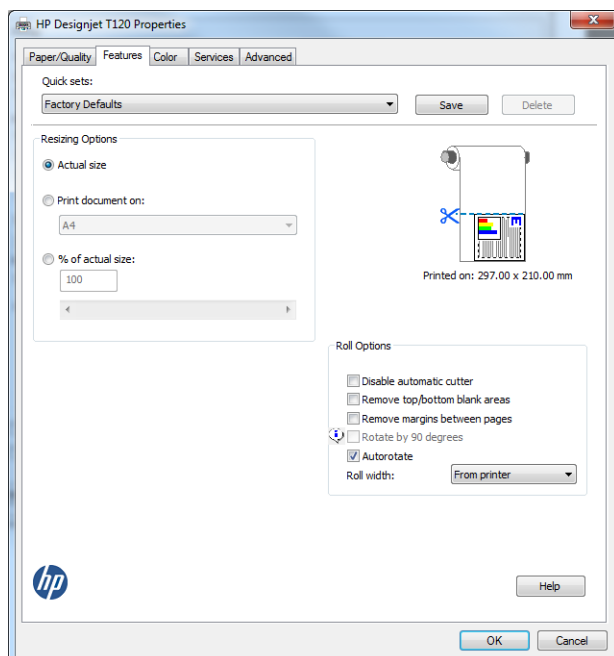 HP Designjet T120 Properties
Paper/Quality Features Color Services Advanced
Quick sets:
Factory Defaults Save Delete
Resizing Options
Actual size
Print document on:
A4
% of actual size:
100
Printed on: 297.00 x 210.00 mm
Roll Options
Disable automatic cutter
Remove top/bottom blank areas
Remove margins between pages
Rotate by 90 degrees
Autorotate
Roll width: From printer
hp
Help
OK Cancel